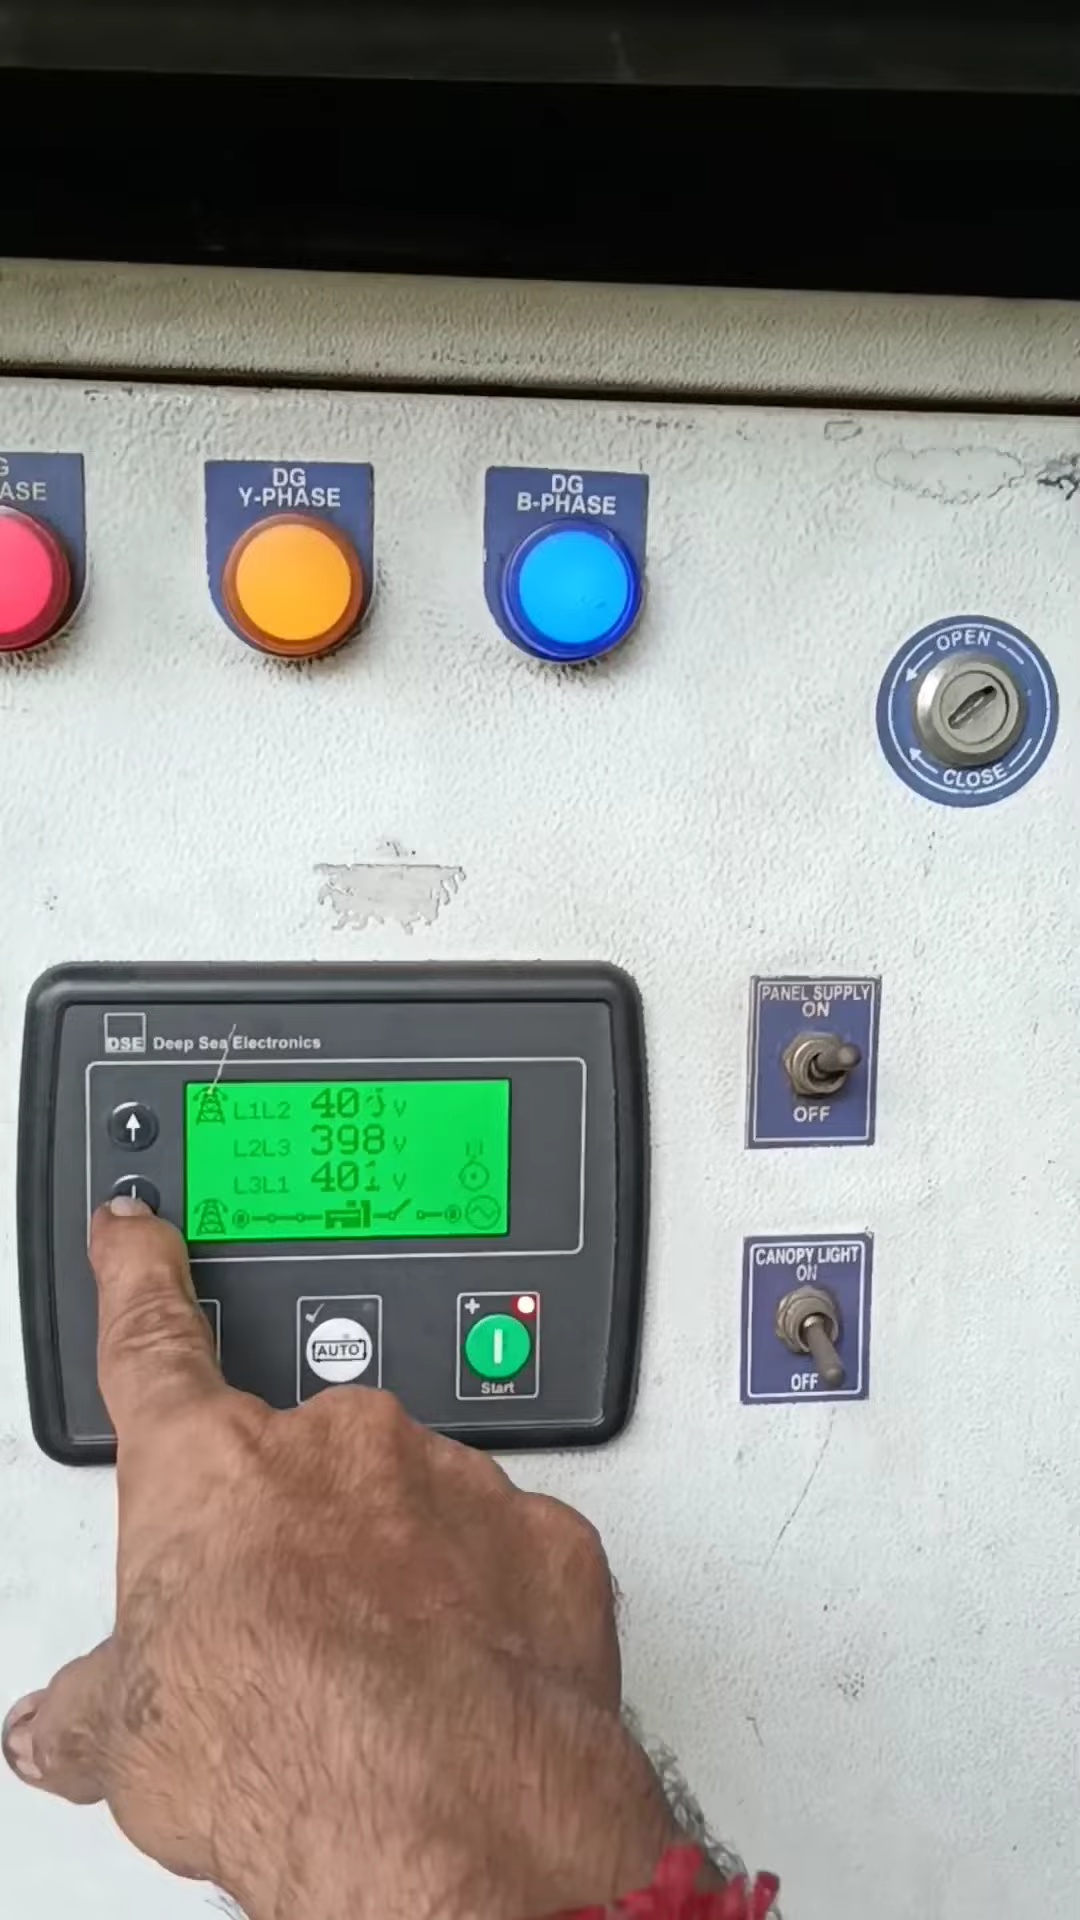 DG
Y-PHASE
DG
B-PHASE
ASE
OPEN
CLOSE
DSE Deep Sea Electronics
L1L2 V
L2L3 398 V
L3L1 401 V
AUTO
Start
PANEL SUPPLY
ON
OFF
CANOPY LIGHT
ON
OFF